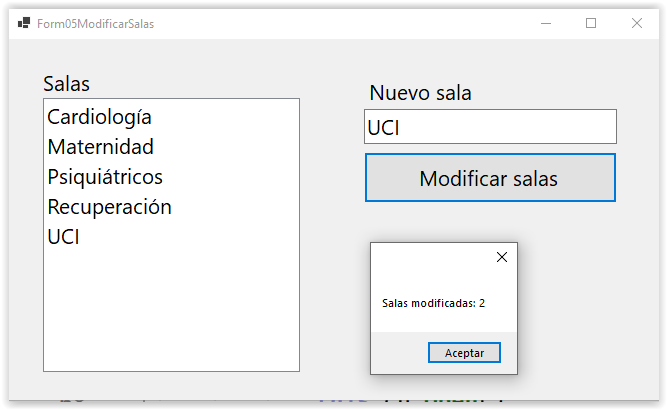 Form05ModificarSalas
Salas
Cardiología
Maternidad
Psiquiátricos
Recuperación
UCI
Nuevo sala
UCI
Modificar salas
Salas modificadas: 2
Aceptar